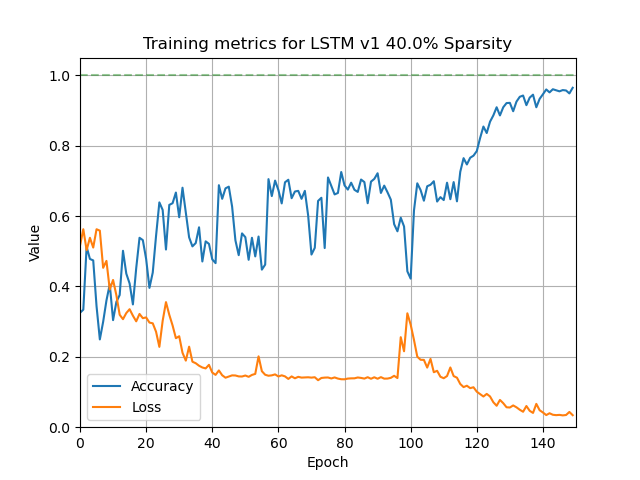 Training metrics for LSTM v1 40.0% Sparsity
1.0
0.8
0.6
0.4
0.2
0.0
Value
Accuracy
Loss
0 20 40 60 80 100 120 140
Epoch